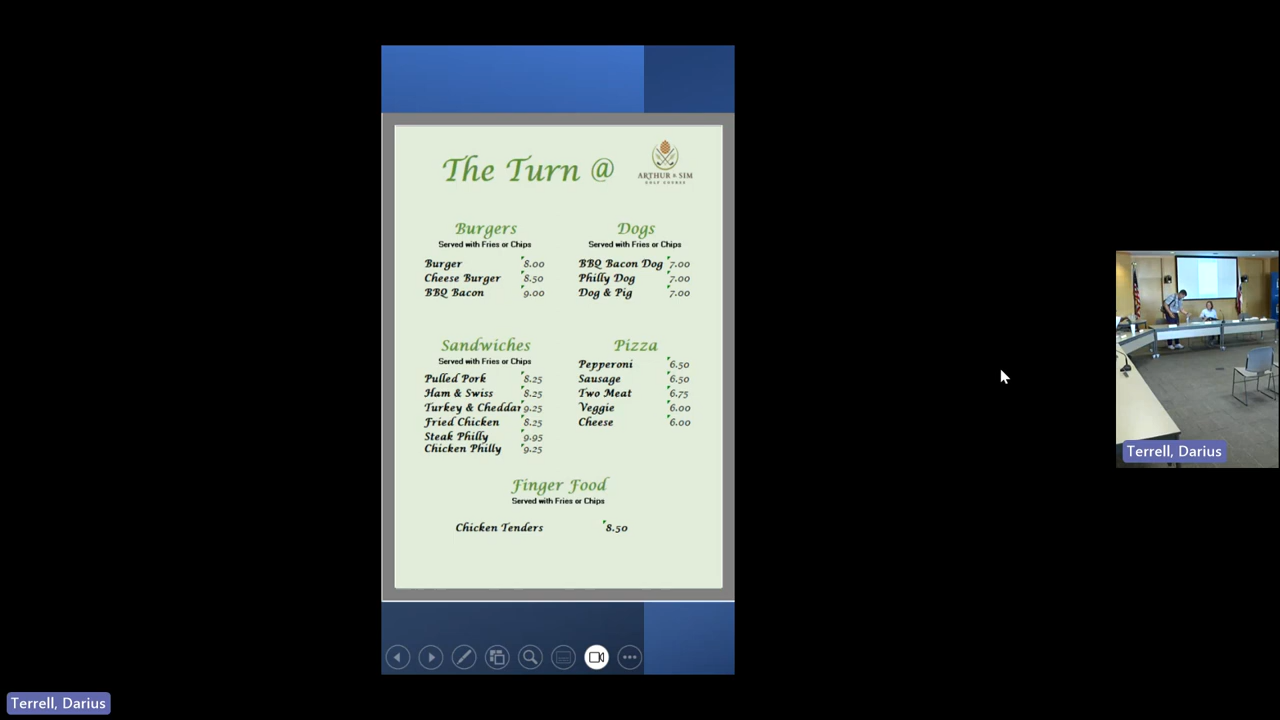 The Turn @
ARTHUR & SIM
GOLF COURSE
Burgers
Served with Fries or Chips
Burger 8.00
Cheese Burger 8.50
BBQ Bacon 9.00
Dogs
Served with Fries or Chips
BBQ Bacon Dog 7.00
Philly Dog 7.00
Dog & Pig 7.00
Sandwiches
Served with Fries or Chips
Pulled Pork 8.25
Ham & Swiss 8.25
Turkey & Cheddar 9.25
Fried Chicken 8.25
Steak Philly 9.95
Chicken Philly 9.25
Pizza
Pepperoni 6.50
Sausage 6.50
Two Meat 6.75
Veggie 6.00
Cheese 6.00
Finger Food
Served with Fries or Chips
Chicken Tenders 8.50
Terrell, Darius
Terrell, Darius